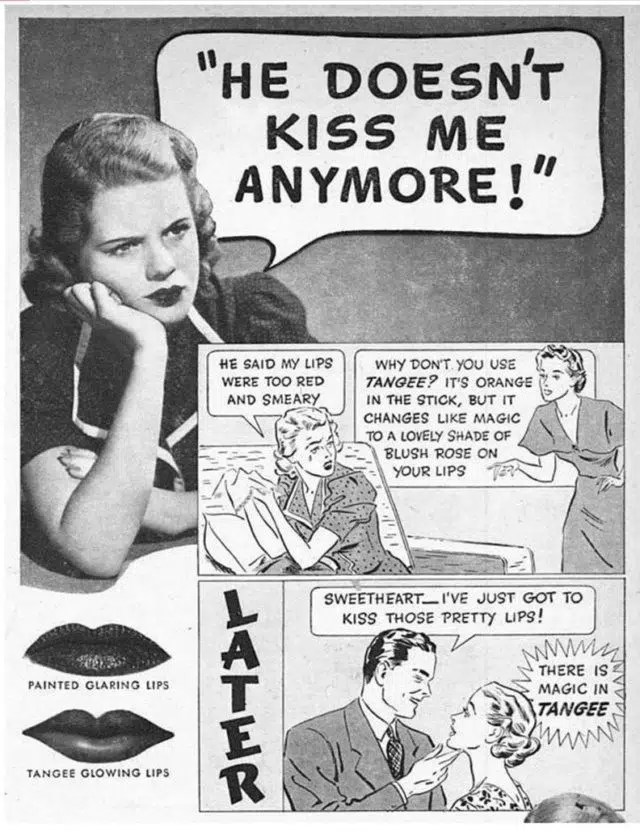 "HE DOESN'T
KISS ME
ANYMORE!"
HE SAID MY LIPS
WERE TOO RED
AND SMEARY
WHY DON'T YOU USE
TANGEE? IT'S ORANGE
IN THE STICK, BUT IT
CHANGES LIKE MAGIC
TO A LOVELY SHADE OF
BLUSH ROSE ON
YOUR LIPS
PAINTED GLARING LIPS
TANGEE GLOWING LIPS
LATER
SWEETHEART—I'VE JUST GOT TO
KISS THOSE PRETTY LIPS!
THERE IS
MAGIC IN
TANGEE